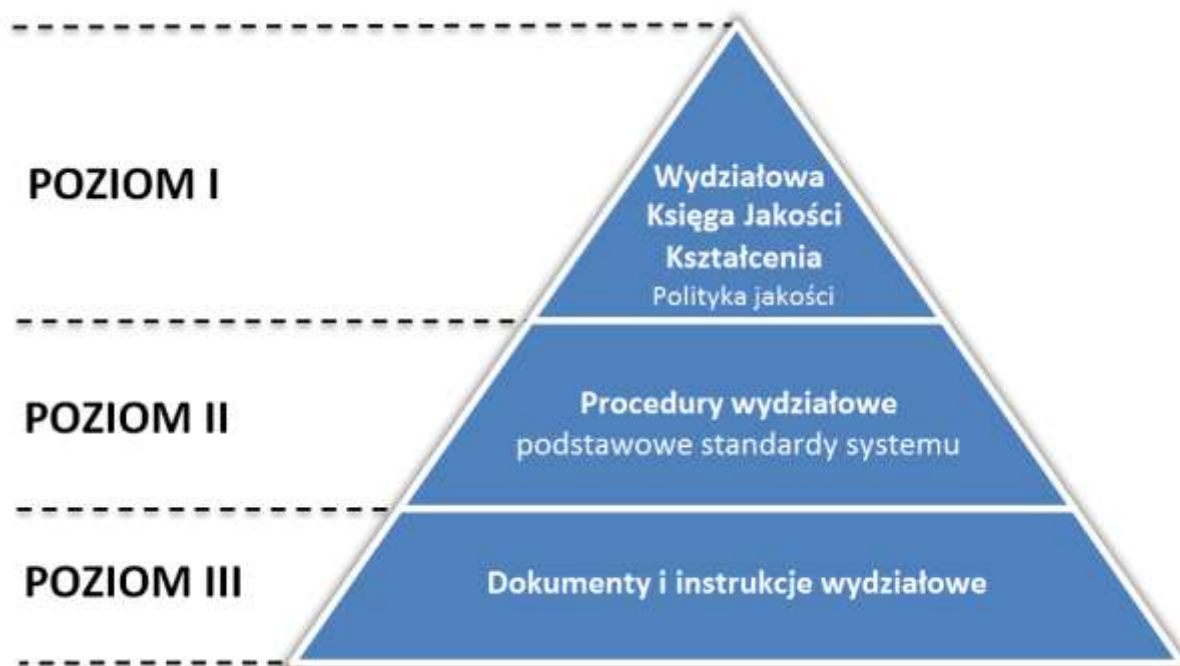 POZIOM I
Wydziałowa
Księga Jakości
Kształcenia
Polityka jakości
POZIOM II
Procedury wydziałowe
podstawowe standardy systemu
POZIOM III
Dokumenty i instrukcje wydziałowe